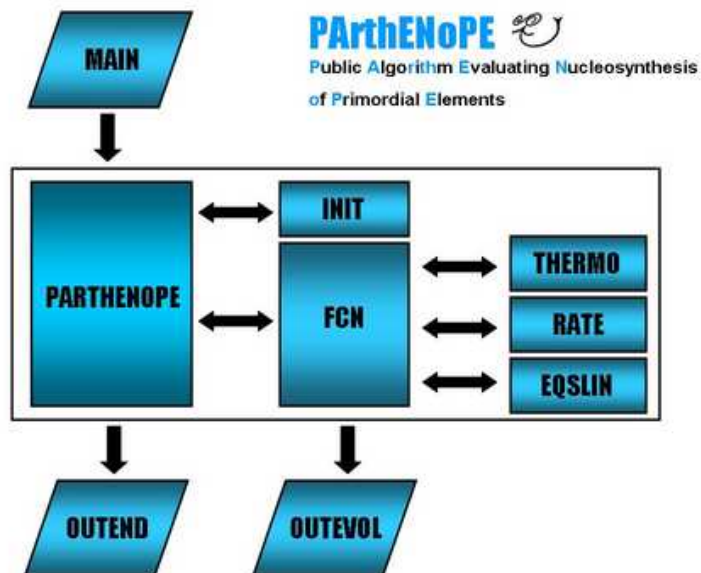 PArthENoPE
Public Algorithm Evaluating Nucleosynthesis
of Primordial Elements
MAIN
INIT
PARTHENOPE
FCN
THERMO
RATE
EQSLIN
OUTEND
OUTEVOL